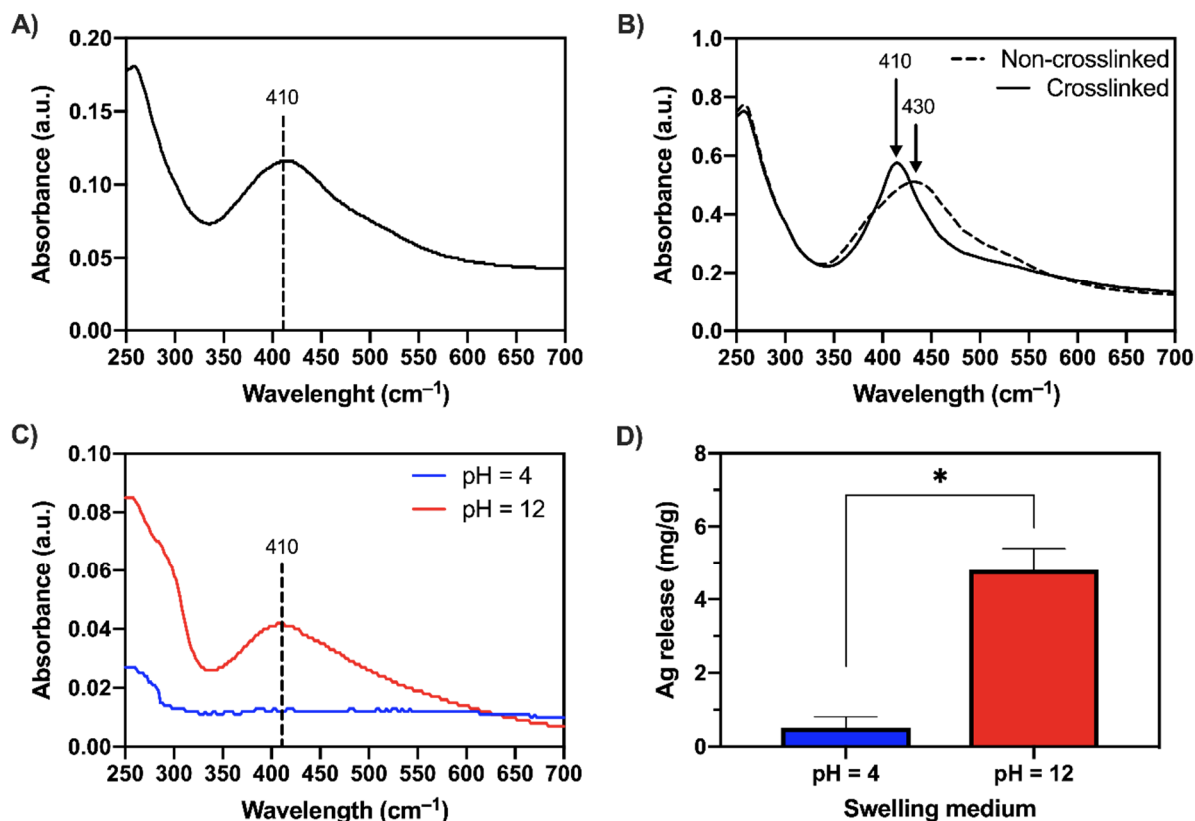 A)
0.20
0.15
0.10
0.05
0.00
Absorbance (a.u.)
410
250 300 350 400 450 500 550 600 650 700
Wavelenght (cm⁻¹)
B)
1.0
0.8
0.6
0.4
0.2
0.0
Absorbance (a.u.)
410
430
Non-crosslinked
Crosslinked
250 300 350 400 450 500 550 600 650 700
Wavelength (cm⁻¹)
C)
0.10
0.08
0.06
0.04
0.02
0.00
Absorbance (a.u.)
pH = 4
pH = 12
410
250 300 350 400 450 500 550 600 650 700
Wavelength (cm⁻¹)
D)
8
6
4
2
0
Ag release (mg/g)
*
pH = 4 pH = 12
Swelling medium